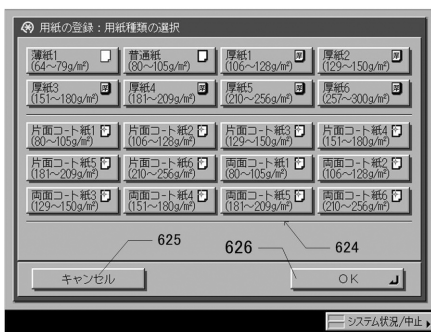 用紙の登録：用紙種類の選択
薄紙1 普通紙 厚紙1 厚 厚紙2 厚
(64～79g/m²) (80～105g/m²) (106～128g/m²) (129～150g/m²)
厚紙3 厚 厚紙4 厚 厚紙5 厚 厚紙6 厚
(151～180g/m²) (181～209g/m²) (210～256g/m²) (257～300g/m²)
片面コート紙1 片面コート紙2 片面コート紙3 片面コート紙4
(80～105g/m²) (106～128g/m²) (129～150g/m²) (151～180g/m²)
片面コート紙5 片面コート紙6 両面コート紙1 両面コート紙2
(181～209g/m²) (210～256g/m²) (80～105g/m²) (106～128g/m²)
両面コート紙3 両面コート紙4 両面コート紙5 両面コート紙6
(129～150g/m²) (151～180g/m²) (181～209g/m²) (210～256g/m²)
625 626 624
キャンセル OK
システム状況/中止